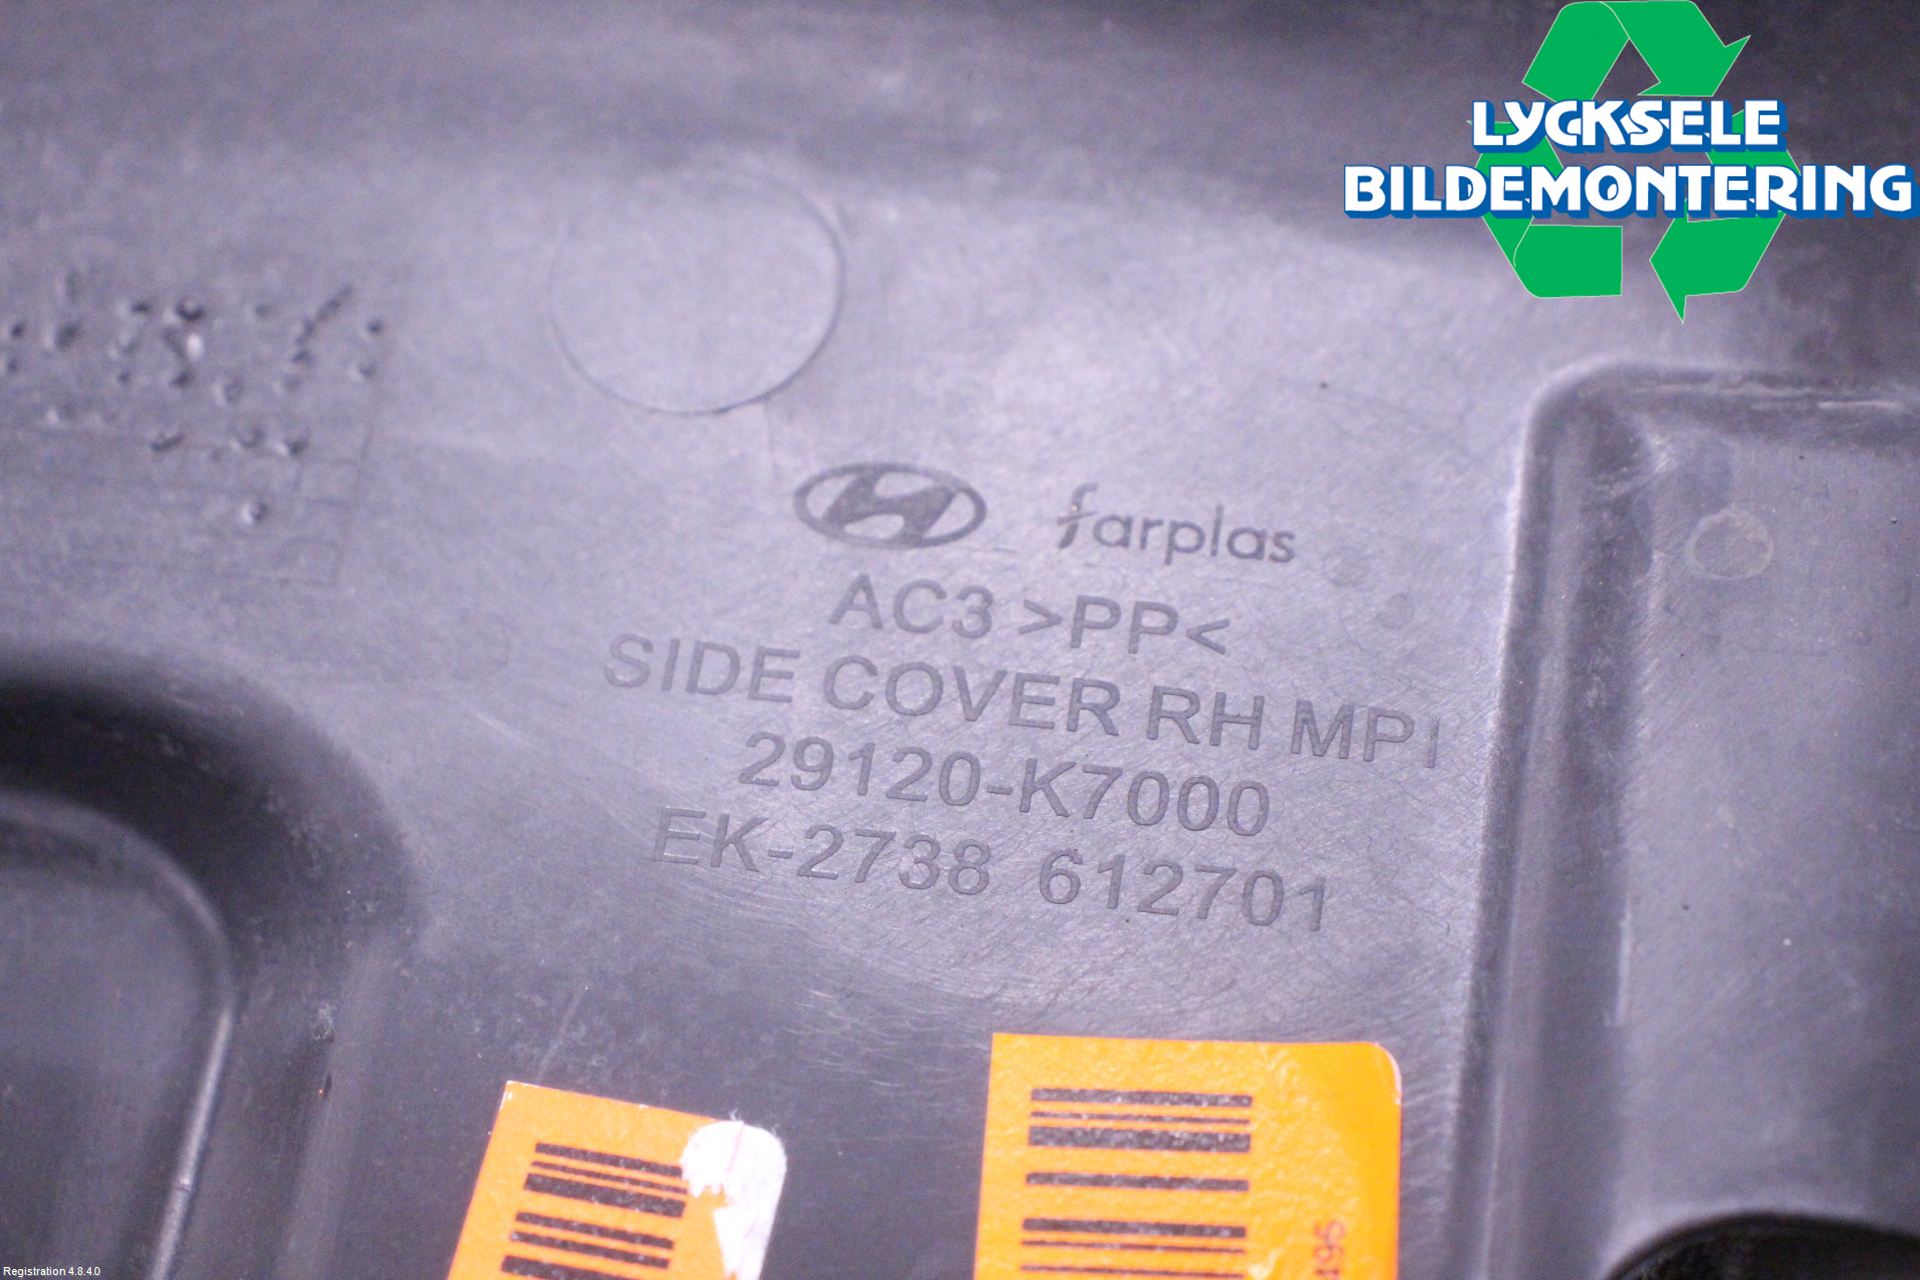 LYCKSELE
BILDEMONTERING
farplas
AC3 >PP<
SIDE COVER RH MPI
29120-K7000
EK-2738 612701
Registration 4.8.4.0